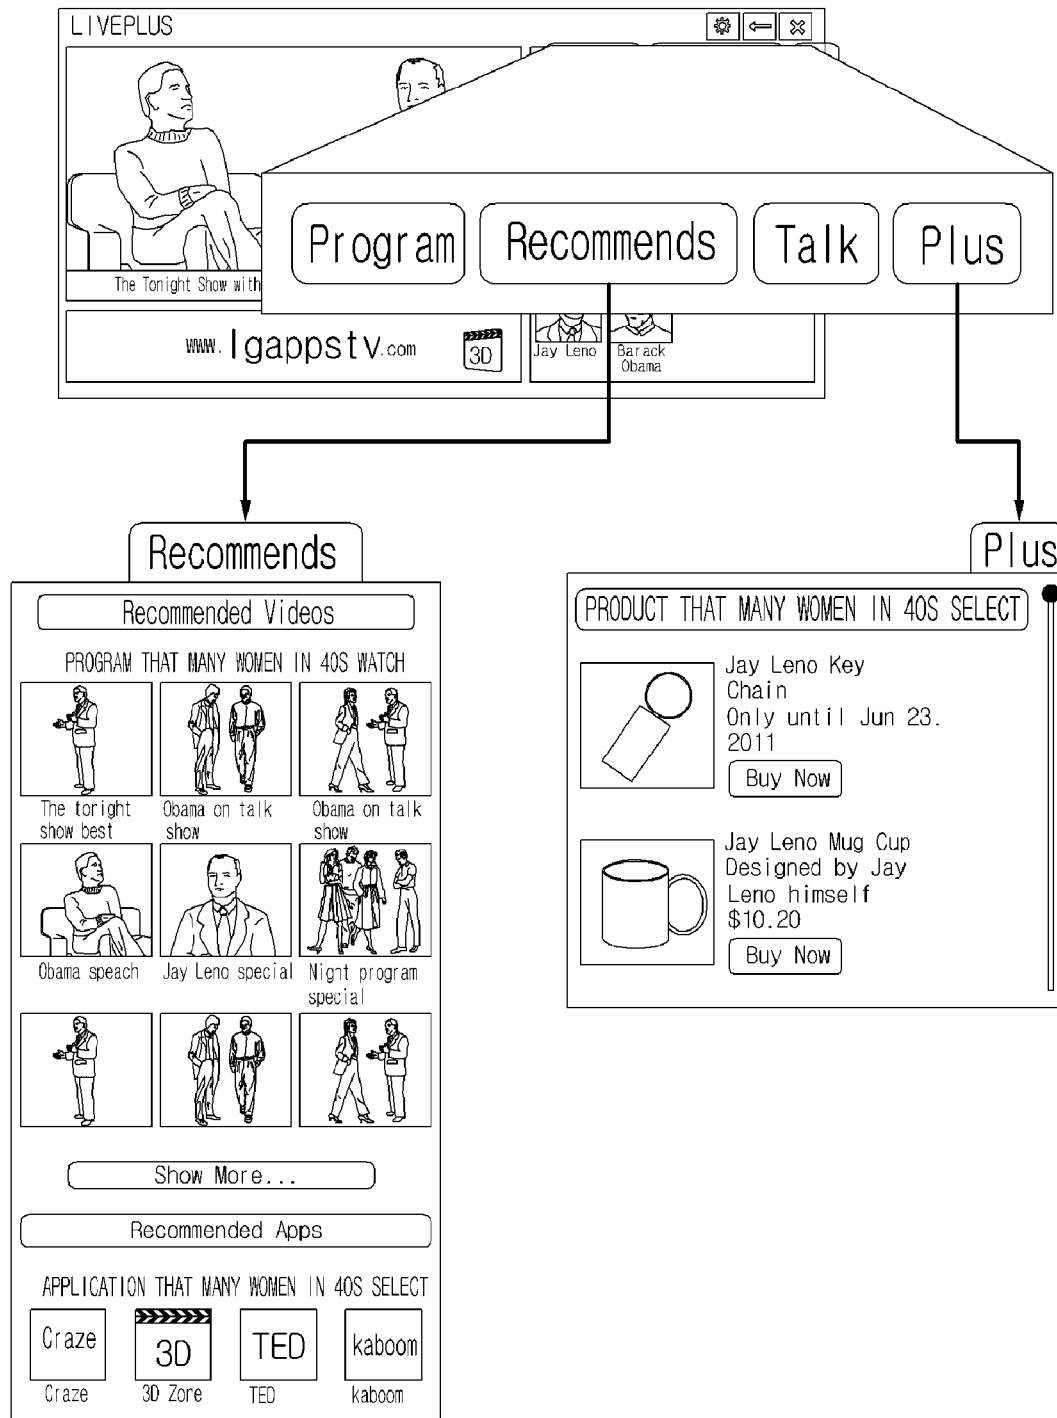 LIVEPLUS
Program
Recommends
Talk
Plus
The Tonight Show with
www.lgappstv.com
3D
Jay Leno
Barack
Obama
Recommends
Recommended Videos
PROGRAM THAT MANY WOMEN IN 40S WATCH
The toright
show best
Obama on talk
show
Obama on talk
show
Obama speach
Jay Leno special
Night program
special
Show More...
Recommended Apps
APPLICATION THAT MANY WOMEN IN 40S SELECT
Craze
3D
TED
kaboom
Craze
3D Zore
TED
kaboom
Plus
PRODUCT THAT MANY WOMEN IN 40S SELECT
Jay Leno Key
Chain
Only until Jun 23.
2011
Buy Now
Jay Leno Mug Cup
Designed by Jay
Leno himself
$10.20
Buy Now